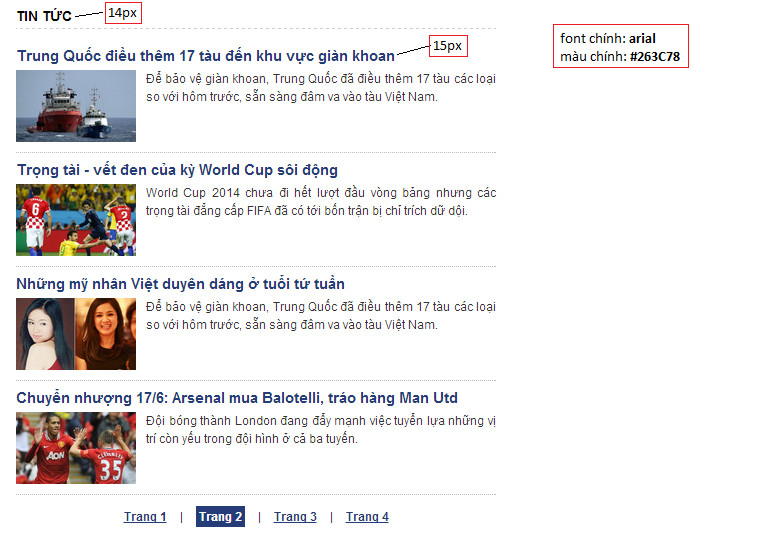 TIN TỨC
14px
Trung Quốc điều thêm 17 tàu đến khu vực giàn khoan
15px
Để bảo vệ giàn khoan, Trung Quốc đã điều thêm 17 tàu các loại
so với hôm trước, sẵn sàng đâm va vào tàu Việt Nam.
font chính: arial
màu chính: #263C78
Trọng tài - vết đen của kỳ World Cup sôi động
World Cup 2014 chưa đi hết lượt đầu vòng bảng nhưng các
trọng tài đẳng cấp FIFA đã có tới bốn trận bị chỉ trích dữ dội.
6
2
Những mỹ nhân Việt duyên dáng ở tuổi tứ tuần
Để bảo vệ giàn khoan, Trung Quốc đã điều thêm 17 tàu các loại
so với hôm trước, sẵn sàng đâm va vào tàu Việt Nam.
Chuyển nhượng 17/6: Arsenal mua Balotelli, tráo hàng Man Utd
Đội bóng thành London đang đẩy mạnh việc tuyển lựa những vị
trí còn yếu trong đội hình ở cả ba tuyến.
AON
CLEVERLEY
35
Trang 1 | Trang 2 | Trang 3 | Trang 4